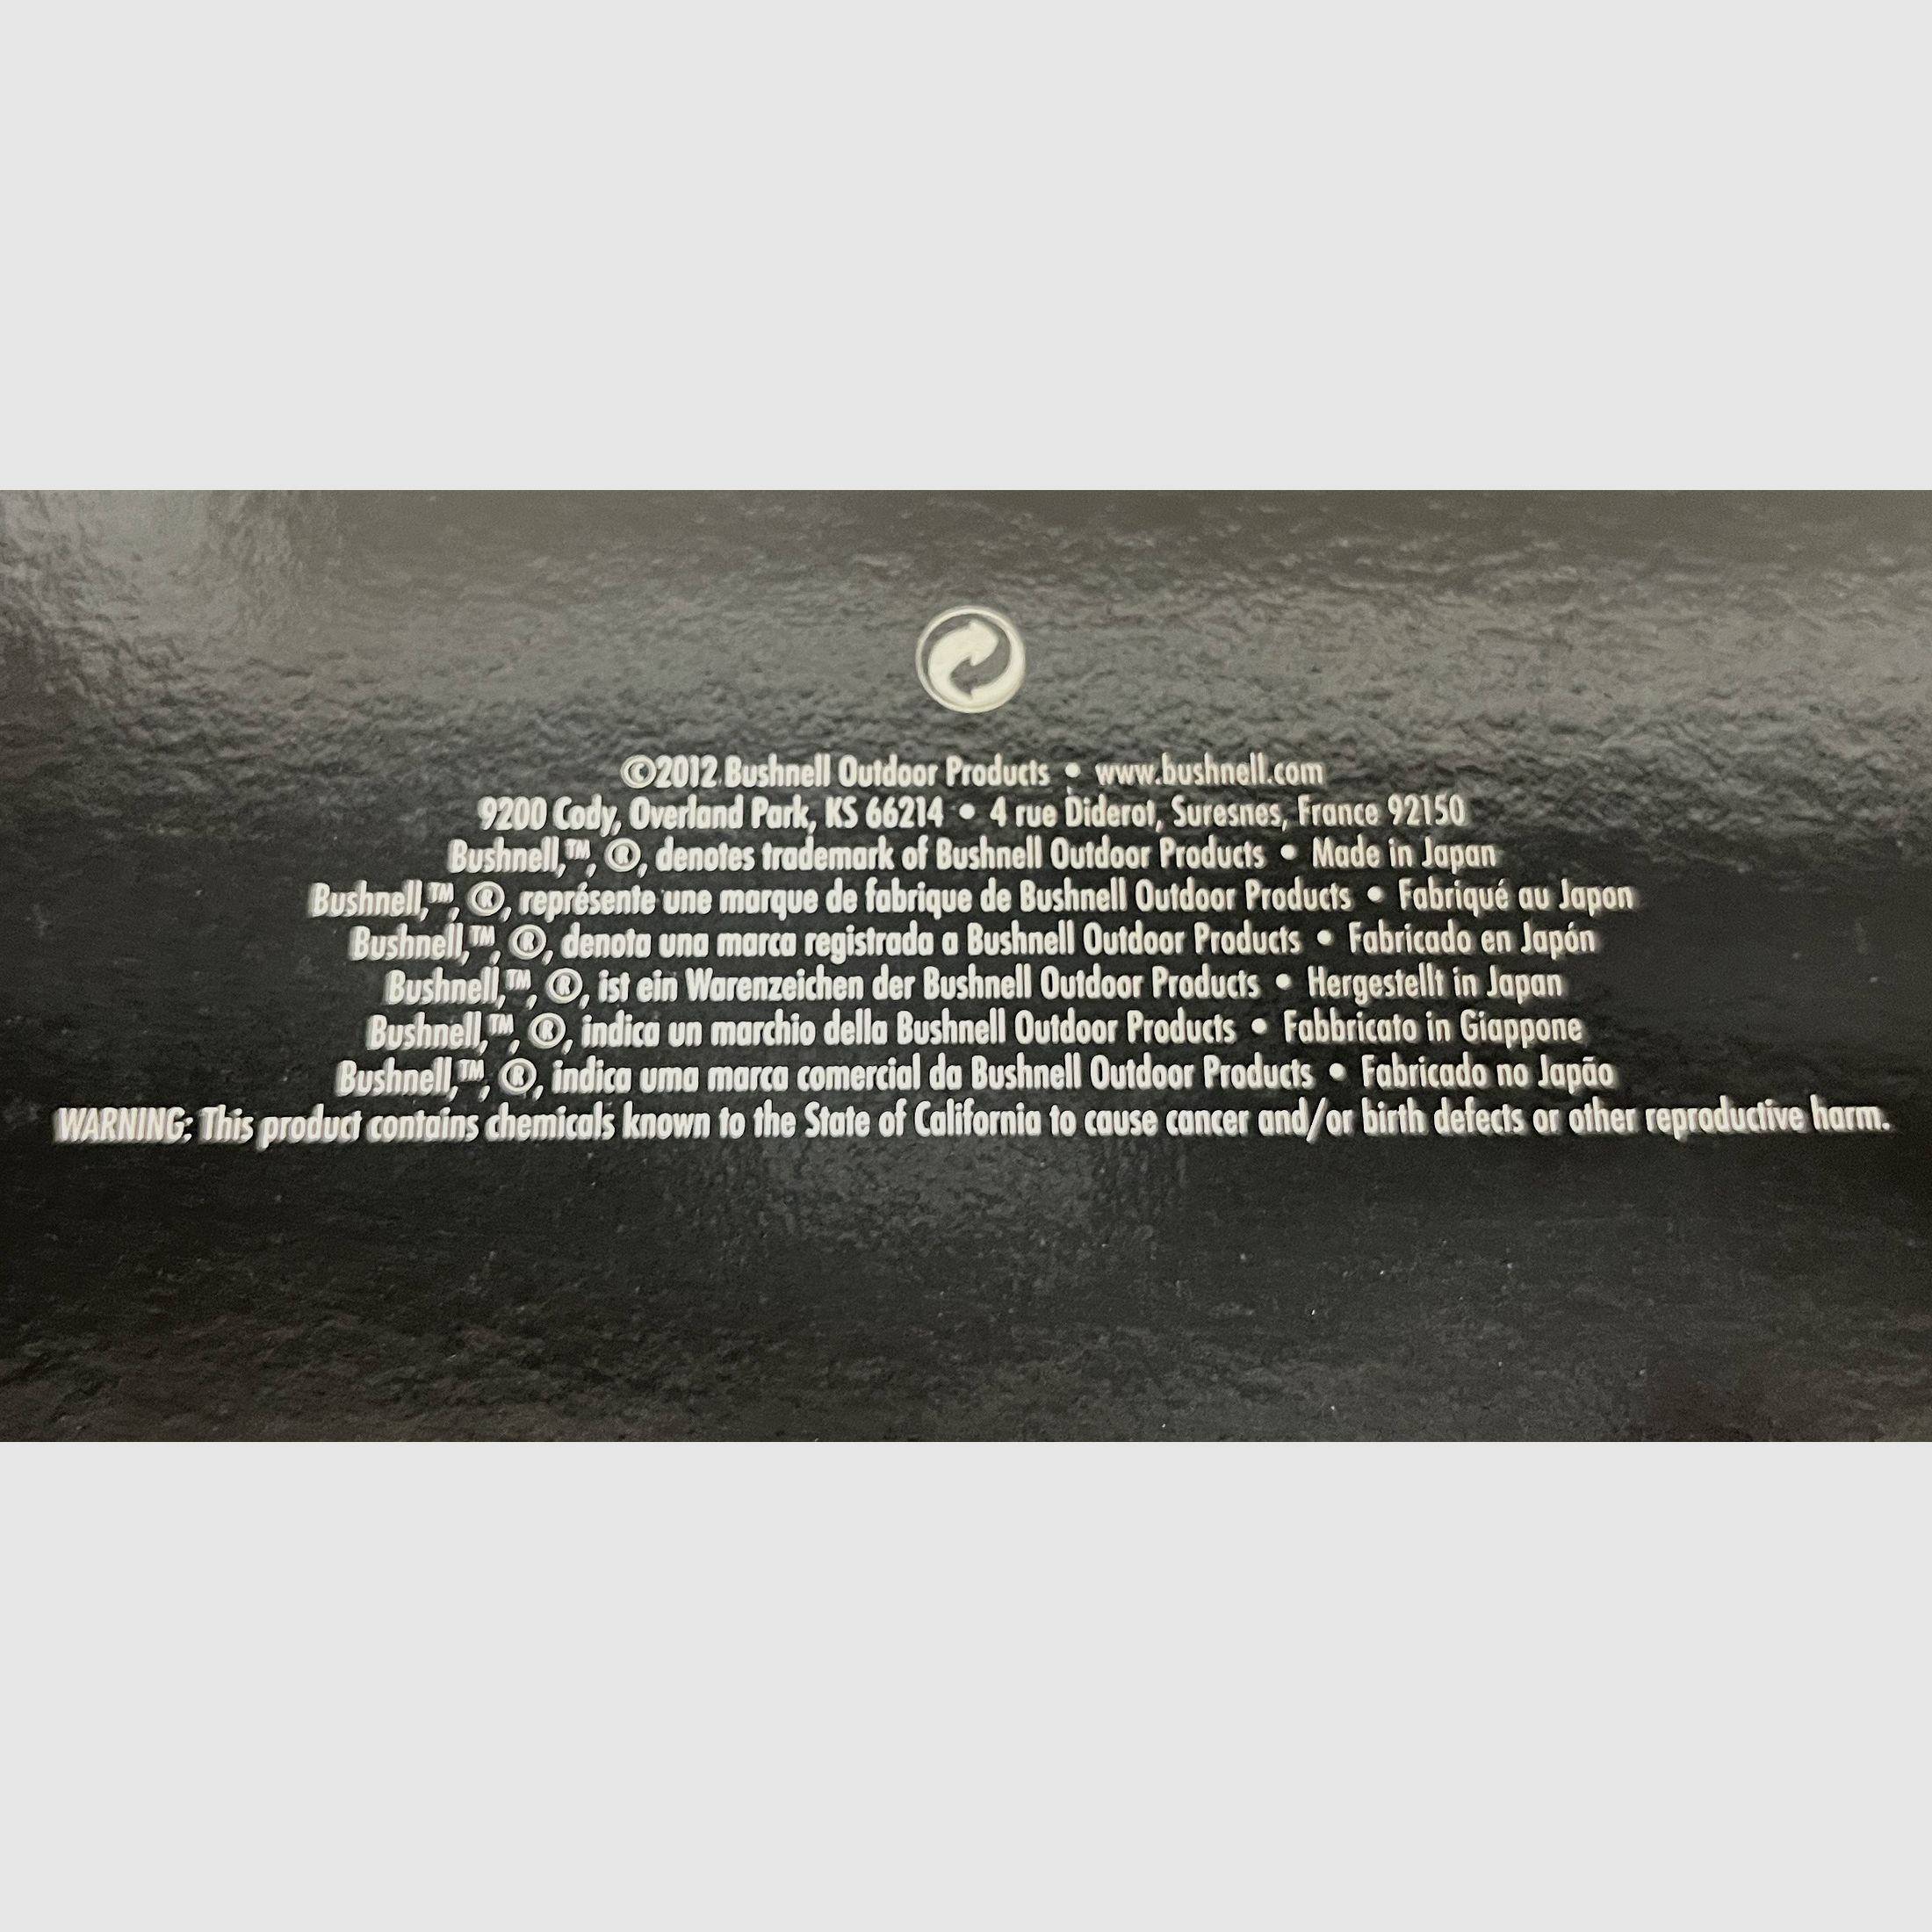 ©2012 Bushnell Outdoor Products • www.bushnell.com
9200 Cody, Overland Park, KS 66214 • 4 rue Diderot, Suresnes, France 92150
Bushnell,™, ®, denotes trademark of Bushnell Outdoor Products • Made in Japan
Bushnell,™, ®, représente une marque de fabrique de Bushnell Outdoor Products • Fabriqué au Japon
Bushnell,™, ®, denota una marca registrada a Bushnell Outdoor Products • Fabricado en Japón
Bushnell,™, ®, ist ein Warenzeichen der Bushnell Outdoor Products • Hergestellt in Japan
Bushnell,™, ®, indica un marchio della Bushnell Outdoor Products • Fabbricato in Giappone
Bushnell,™, ®, indica uma marca comercial da Bushnell Outdoor Products • Fabricado no Japão
WARNING: This product contains chemicals known to the State of California to cause cancer and/or birth defects or other reproductive harm.